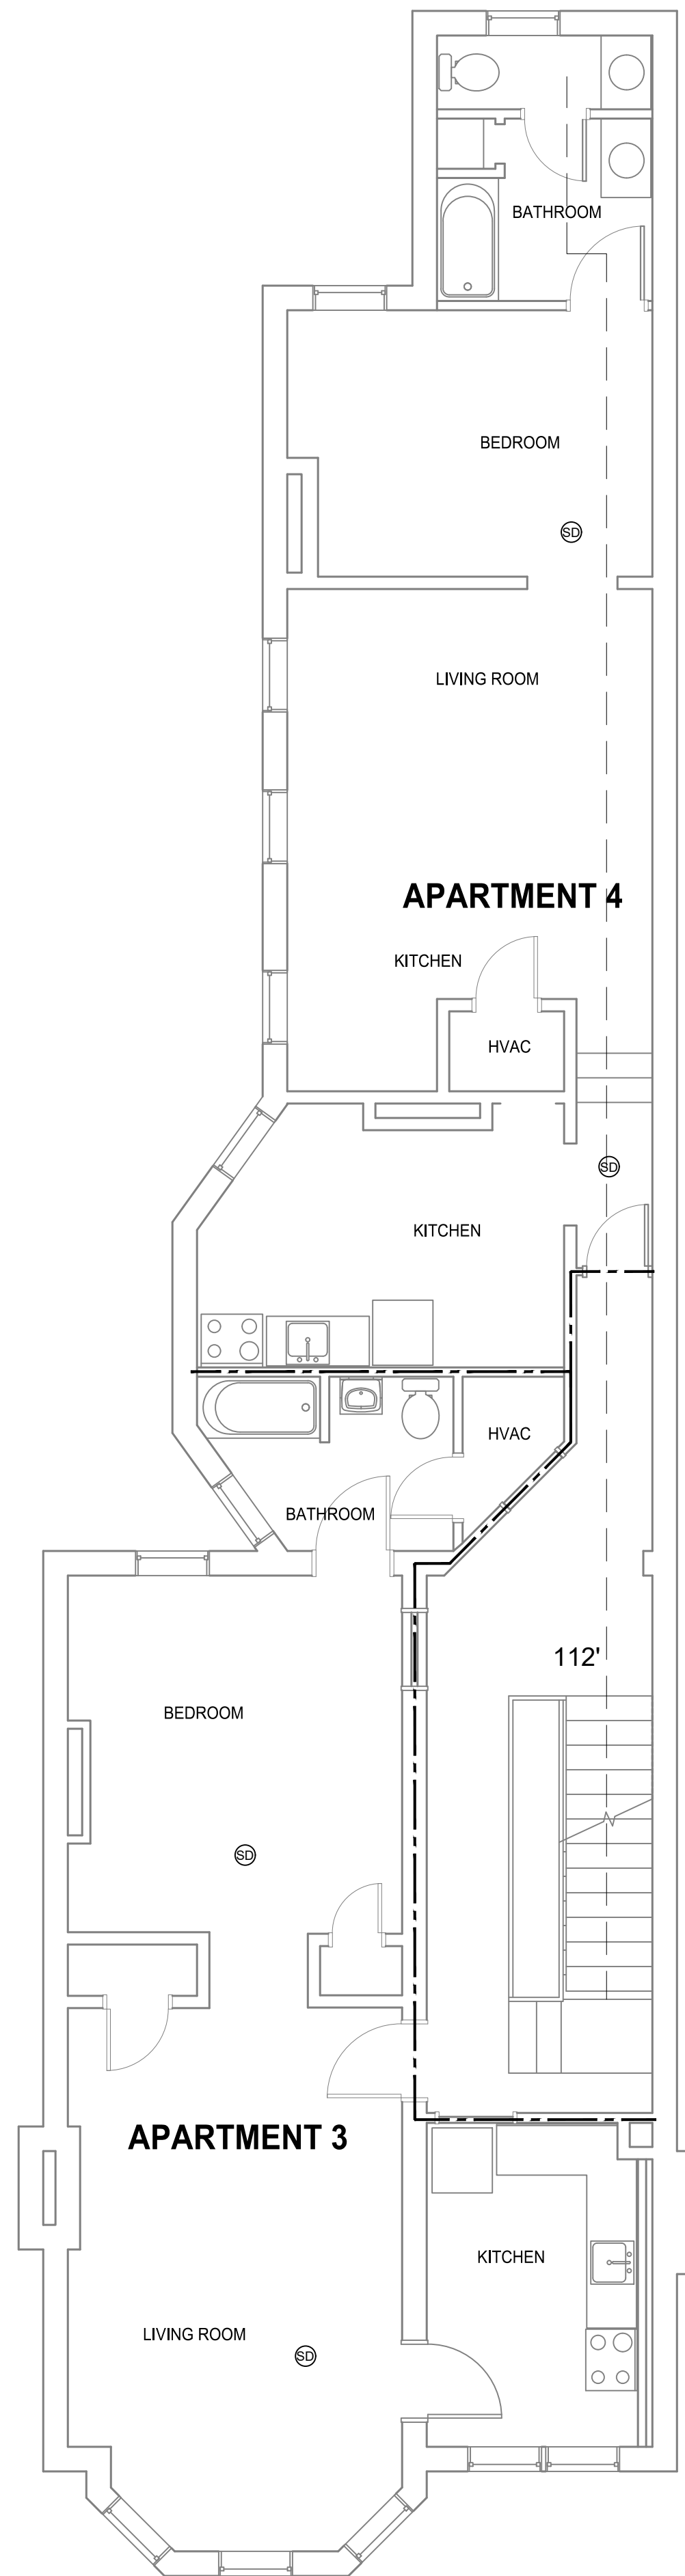 BATHROOM
BEDROOM
SD
LIVING ROOM
APARTMENT 4
KITCHEN
HVAC
SD
KITCHEN
HVAC
BATHROOM
112'
BEDROOM
SD
APARTMENT 3
KITCHEN
LIVING ROOM
SD